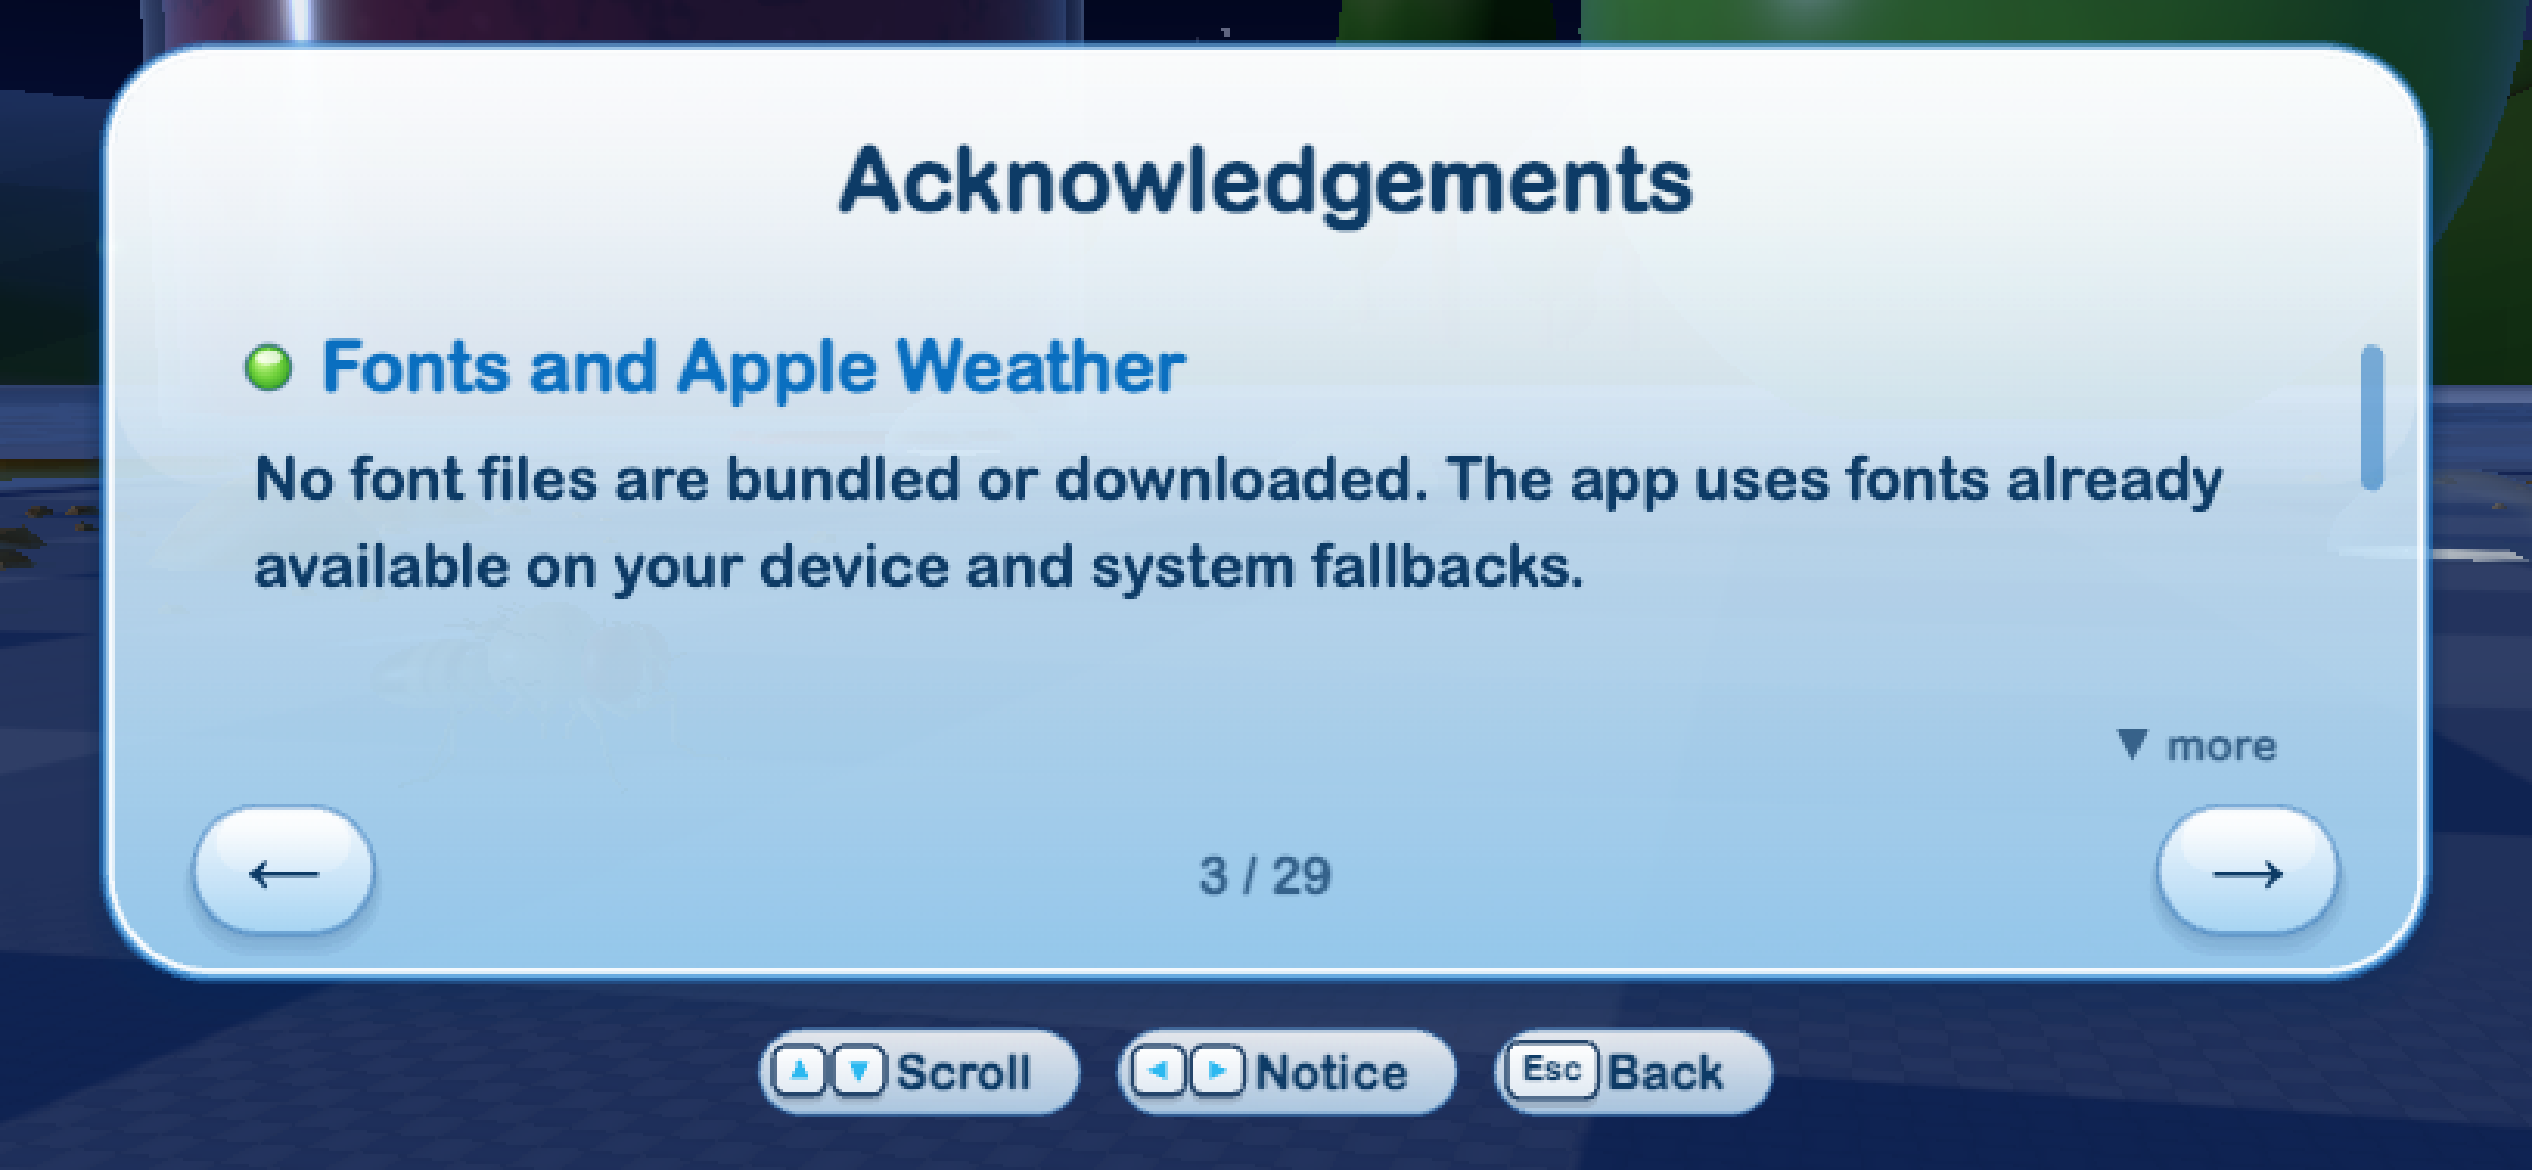 Acknowledgements
Fonts and Apple Weather
No font files are bundled or downloaded. The app uses fonts already
available on your device and system fallbacks.
▼ more
←
3 / 29
→
▲ ▼ Scroll
◀ ▶ Notice
Esc Back